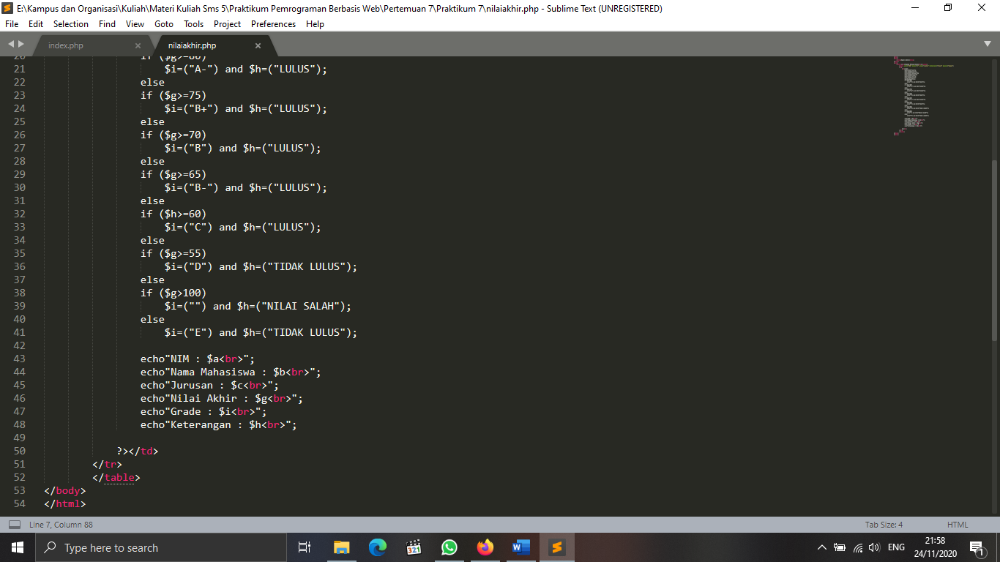 E:\Kampus dan Organisasi\Kuliah\Materi Kuliah Sms 5\Praktikum Pemrograman Berbasis Web\Pertemuan 7\Praktikum 7\nilaiakhir.php - Sublime Text (UNREGISTERED)
File Edit Selection Find View Goto Tools Project Preferences Help
index.php nilaiakhir.php
20 if ($g>=80)
21 $i=("A-") and $h=("LULUS");
22 else
23 if ($g>=75)
24 $i=("B+") and $h=("LULUS");
25 else
26 if ($g>=70)
27 $i=("B") and $h=("LULUS");
28 else
29 if ($g>=65)
30 $i=("B-") and $h=("LULUS");
31 else
32 if ($h>=60)
33 $i=("C") and $h=("LULUS");
34 else
35 if ($g>=55)
36 $i=("D") and $h=("TIDAK LULUS");
37 else
38 if ($g>100)
39 $i=("") and $h=("NILAI SALAH");
40 else
41 $i=("E") and $h=("TIDAK LULUS");
42
43 echo"NIM : $a<br>";
44 echo"Nama Mahasiswa : $b<br>";
45 echo"Jurusan : $c<br>";
46 echo"Nilai Akhir : $g<br>";
47 echo"Grade : $i<br>";
48 echo"Keterangan : $h<br>";
49
50 ?></td>
51 </tr>
52 </table>
53 </body>
54 </html>
Line 7, Column 88 Tab Size: 4 HTML
Type here to search 321 ENG 21:58
24/11/2020 1